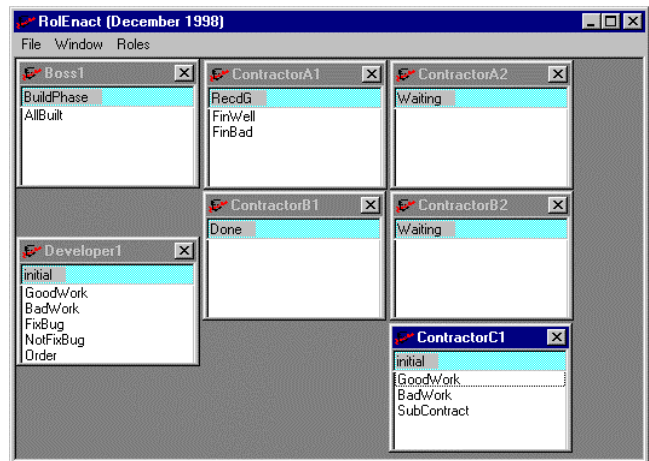 RolEnact (December 1998)
File Window Roles
Boss1
BuildPhase
AllBuilt
ContractorA1
RecdG
FinWell
FinBad
ContractorA2
Waiting
ContractorB1
Done
ContractorB2
Waiting
Developer1
initial
GoodWork
BadWork
FixBug
NotFixBug
Order
ContractorC1
initial
GoodWork
BadWork
SubContract